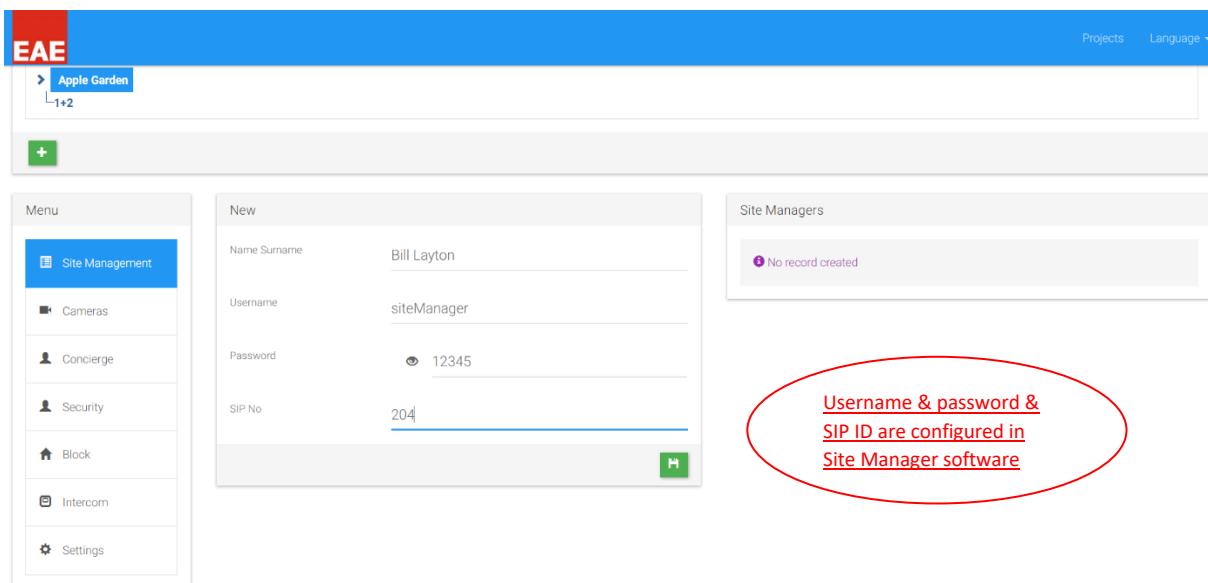 EAE
Projects
Language
Apple Garden
1+2
Menu
Site Management
Cameras
Concierge
Security
Block
Intercom
Settings
New
Name Surname
Bill Layton
Username
siteManager
Password
12345
SIP No
204
Site Managers
No record created
Username & password &
SIP ID are configured in
Site Manager software